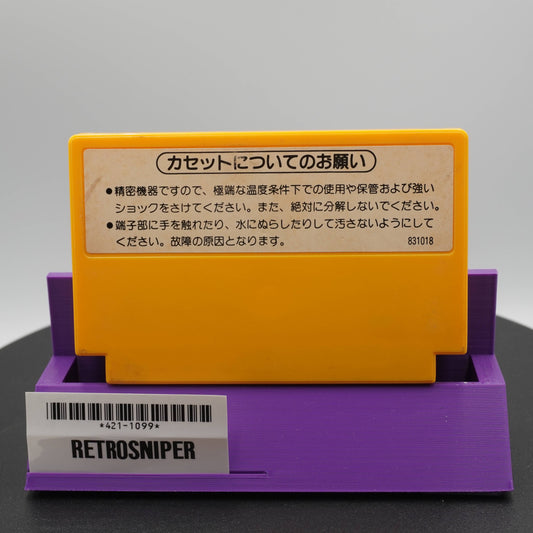 カセットについてのお願い
●精密機器ですので、極端な温度条件下での使用や保管および強い
ショックをさけてください。また、絶対に分解しないでください。
●端子部に手を触れたり、水にぬらしたりして汚さないようにして
ください。故障の原因となります。 831018
*421-1099*
RETROSNIPER